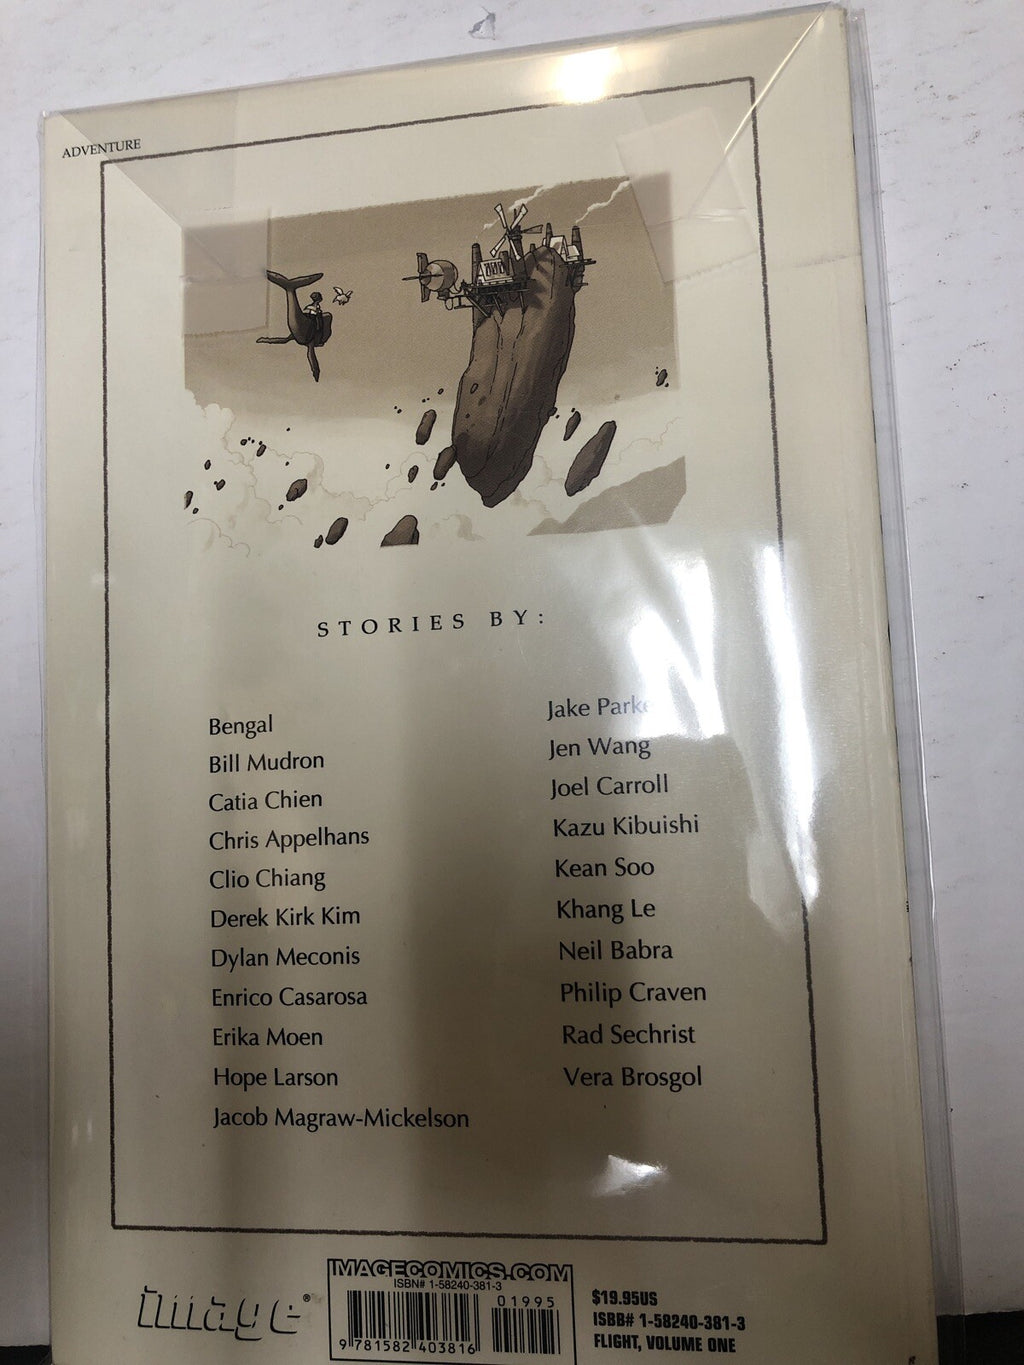 ADVENTURE
STORIES BY:
Bengal
Bill Mudron
Catia Chien
Chris Appelhans
Clio Chiang
Derek Kirk Kim
Dylan Meconis
Enrico Casarosa
Erika Moen
Hope Larson
Jacob Magraw-Mickelson
Jake
Jen Wang
Joel Carroll
Kazu Kibuishi
Kean Soo
Khang Le
Neil Babra
Philip Craven
Rad Sechrist
Vera Brosgol
image®
IMAGECOMICS.COM
ISBN# 1-58240-381-3
01995
9 781582 403816
$19.95US
ISBB# 1-58240-381-3
FLIGHT, VOLUME ONE